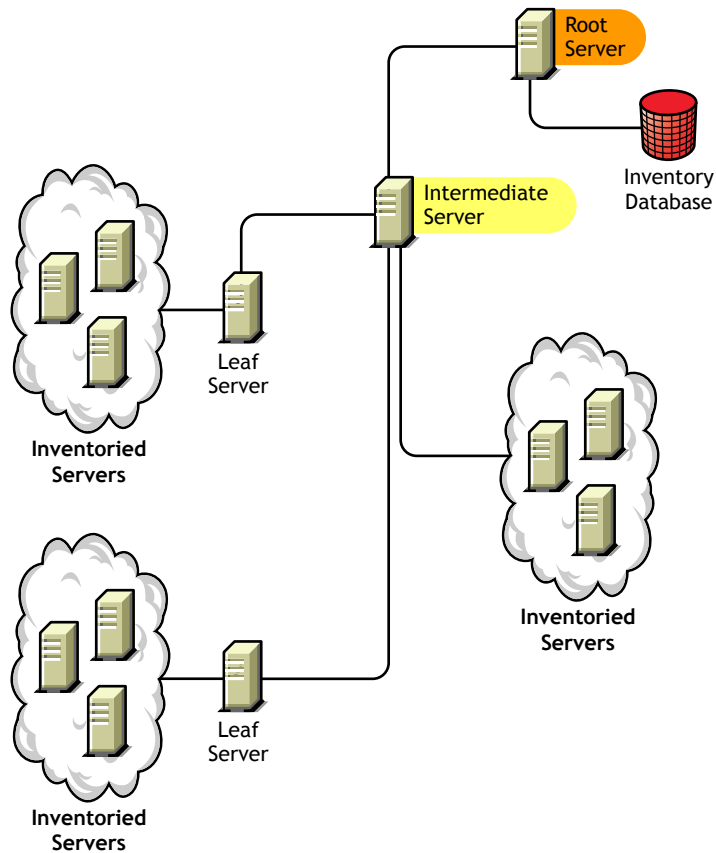 Root
Server
Inventory
Database
Intermediate
Server
Leaf
Server
Inventoried
Servers
Inventoried
Servers
Leaf
Server
Inventoried
Servers